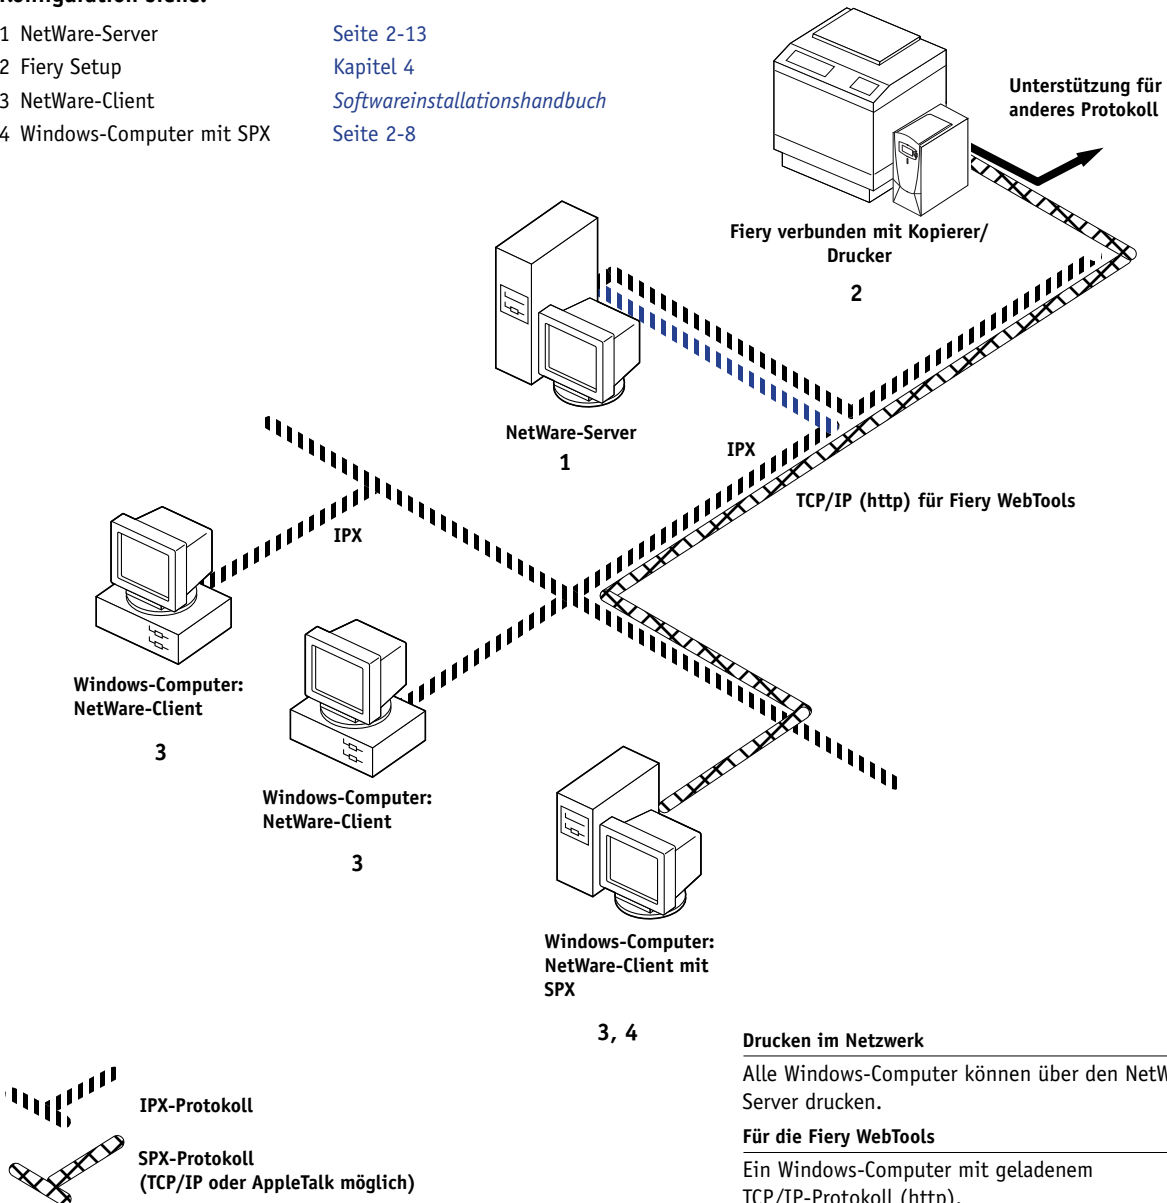 1 NetWare-Server Seite 2-13
2 Fiery Setup Kapitel 4
3 NetWare-Client Softwareinstallationshandbuch
4 Windows-Computer mit SPX Seite 2-8
Unterstützung für
anderes Protokoll
Fiery verbunden mit Kopierer/
Drucker
2
NetWare-Server
1
IPX
TCP/IP (http) für Fiery WebTools
IPX
Windows-Computer:
NetWare-Client
3
Windows-Computer:
NetWare-Client
3
Windows-Computer:
NetWare-Client mit
SPX
3, 4
IPX-Protokoll
SPX-Protokoll
(TCP/IP oder AppleTalk möglich)
Drucken im Netzwerk
Alle Windows-Computer können über den NetW
Server drucken.
Für die Fiery WebTools
Ein Windows-Computer mit geladenem
TCP/IP-Protokoll (http).